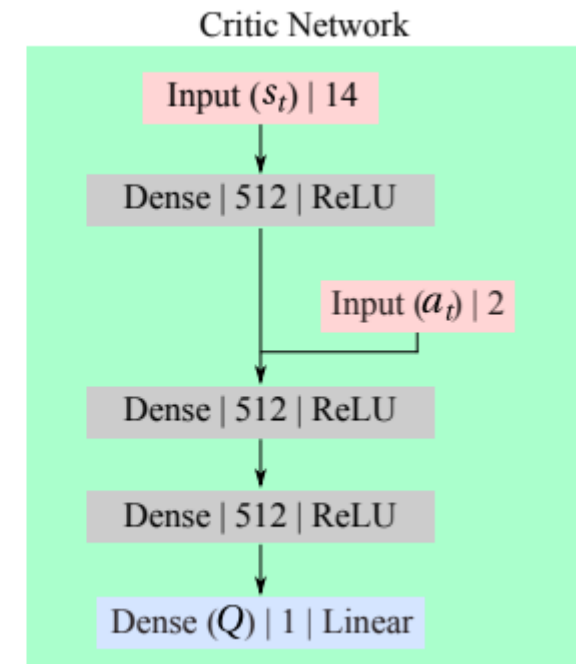 Critic Network
Input (s_t) | 14
Dense | 512 | ReLU
Input (a_t) | 2
Dense | 512 | ReLU
Dense | 512 | ReLU
Dense (Q) | 1 | Linear